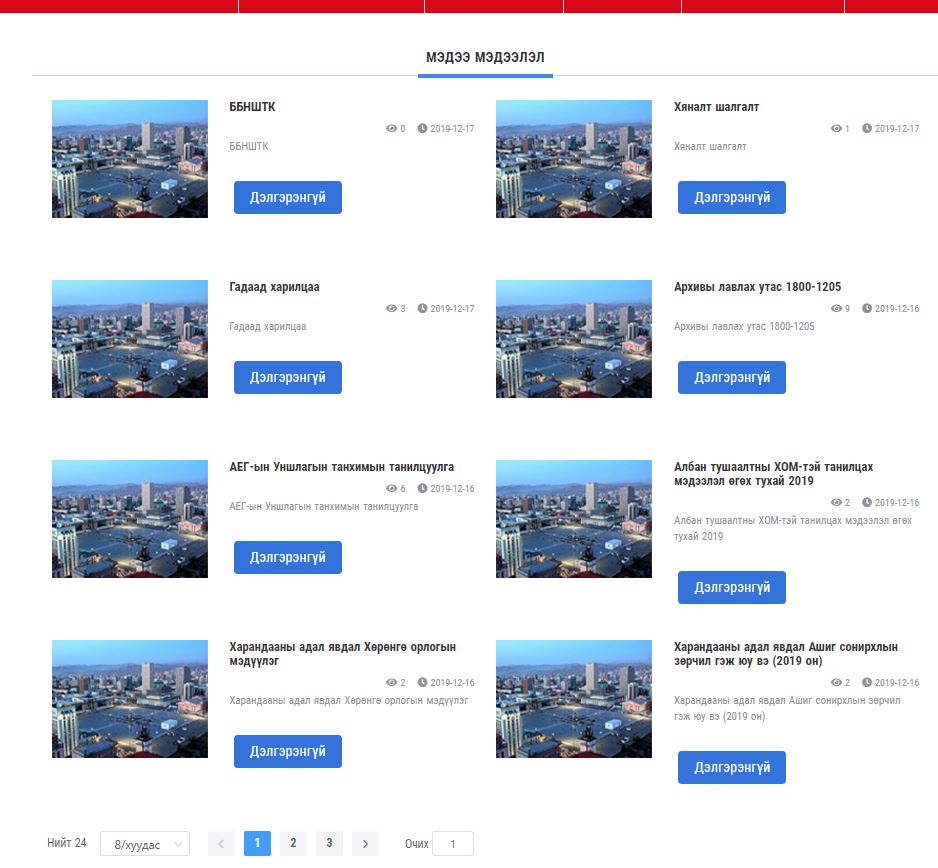 МЭДЭЭ МЭДЭЭЛЭЛ
ББНШТК
0 2019-12-17
ББНШТК
Дэлгэрэнгүй
Хяналт шалгалт
1 2019-12-17
Хяналт шалгалт
Дэлгэрэнгүй
Гадаад харилцаа
3 2019-12-17
Гадаад харилцаа
Дэлгэрэнгүй
Архивы лавлах утас 1800-1205
9 2019-12-16
Архивы лавлах утас 1800-1205
Дэлгэрэнгүй
АЕГ-ын Уншлагын танхимын танилцуулга
6 2019-12-16
АЕГ-ын Уншлагын танхимын танилцуулга
Дэлгэрэнгүй
Албан тушаалтны ХОМ-тэй танилцах
мэдээлэл өгөх тухай 2019
2 2019-12-16
Албан тушаалтны ХОМ-тэй танилцах мэдээлэл өгөх
тухай 2019
Дэлгэрэнгүй
Харандааны адал явдал Хөрөнгө орлогын
мэдүүлэг
2 2019-12-16
Харандааны адал явдал Хөрөнгө орлогын мэдүүлэг
Дэлгэрэнгүй
Харандааны адал явдал Ашиг сонирхлын
зөрчил гэж юу вэ (2019 он)
2 2019-12-16
Харандааны адал явдал Ашиг сонирхлын зөрчил
гэж юу вэ (2019 он)
Дэлгэрэнгүй
Нийт 24 8/хуудас 1 2 3 Очих 1